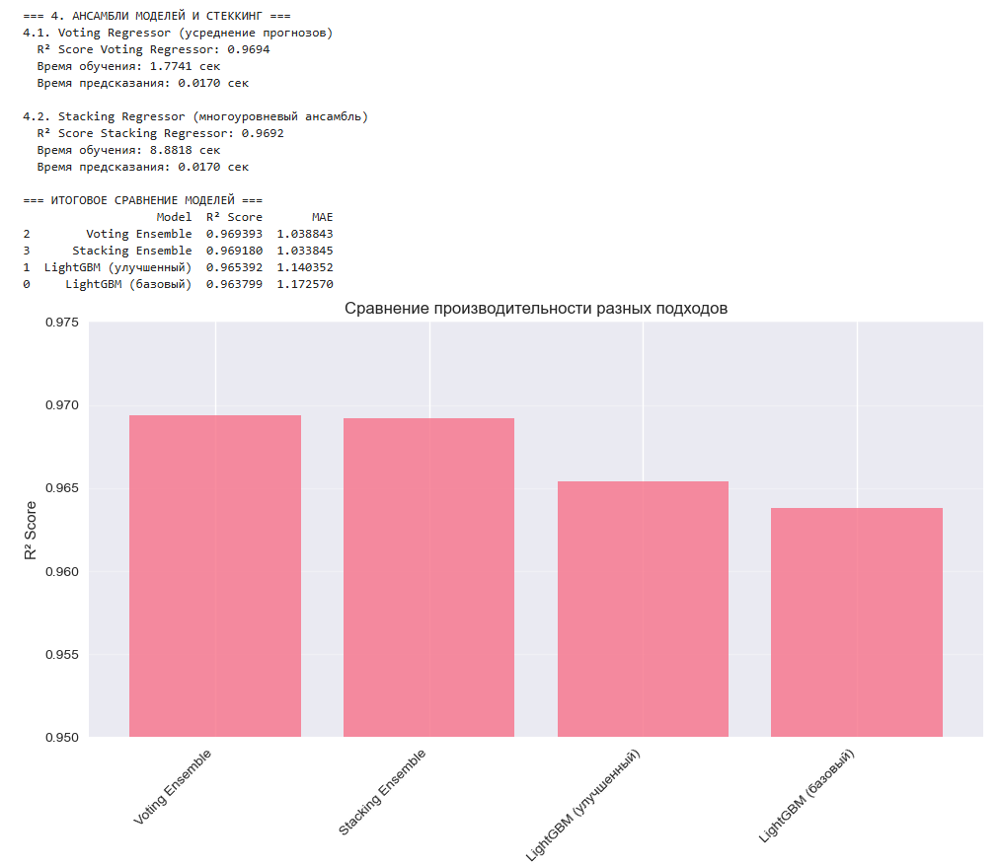 === 4. АНСАМБЛИ МОДЕЛЕЙ И СТЕККИНГ ===
4.1. Voting Regressor (усреднение прогнозов)
R² Score Voting Regressor: 0.9694
Время обучения: 1.7741 сек
Время предсказания: 0.0170 сек
4.2. Stacking Regressor (многоуровневый ансамбль)
R² Score Stacking Regressor: 0.9692
Время обучения: 8.8818 сек
Время предсказания: 0.0170 сек
=== ИТОГОВОЕ СРАВНЕНИЕ МОДЕЛЕЙ ===
Model R² Score MAE
2 Voting Ensemble 0.969393 1.038843
3 Stacking Ensemble 0.969180 1.033845
1 LightGBM (улучшенный) 0.965392 1.140352
0 LightGBM (базовый) 0.963799 1.172570
Сравнение производительности разных подходов
0.975
0.970
0.965
0.960
0.955
0.950
R² Score
Voting Ensemble
Stacking Ensemble
LightGBM (улучшенный)
LightGBM (базовый)